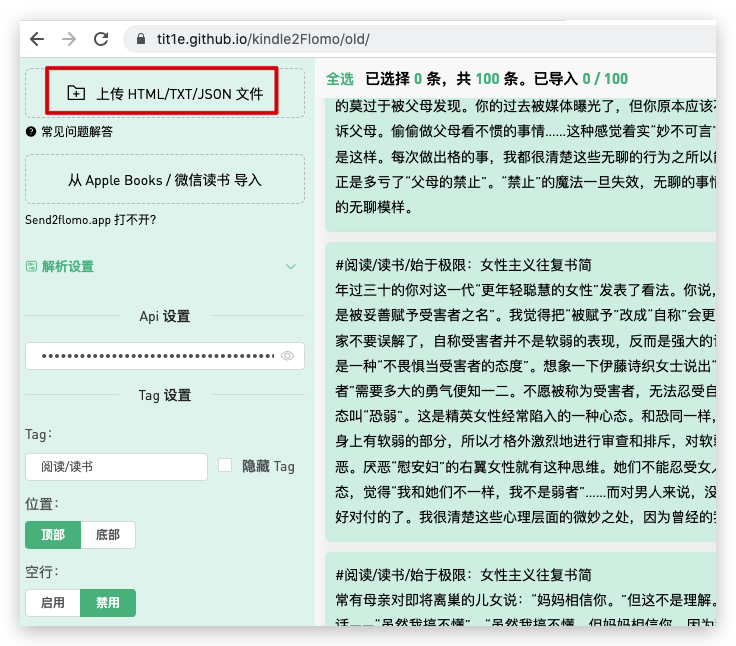 tit1e.github.io/kindle2Flomo/old/
上传 HTML/TXT/JSON 文件
常见问题解答
从 Apple Books / 微信读书 导入
Send2flomo.app 打不开?
解析设置
Api 设置
Tag 设置
Tag:
阅读/读书
隐藏 Tag
位置:
顶部 底部
空行:
启用 禁用
全选 已选择 0 条，共 100 条。已导入 0 / 100
的莫过于被父母发现。你的过去被媒体曝光了，但你原本应该不
诉父母。偷偷做父母看不惯的事情……这种感觉着实“妙不可言”
是这样。每次做出格的事，我都很清楚这些无聊的行为之所以
正是多亏了“父母的禁止”。“禁止”的魔法一旦失效，无聊的事
的无聊模样。
#阅读/读书/始于极限：女性主义往复书简
年过三十的你对这一代“更年轻聪慧的女性”发表了看法。你说，
是被妥善赋予受害者之名”。我觉得把“被赋予”改成“自称”会更
家不要误解了，自称受害者并不是软弱的表现，反而是强大的
是一种“不畏惧当受害者的态度”。想象一下伊藤诗织女士说出“
者”需要多大的勇气便知一二。不愿被称为受害者，无法忍受自
态叫“恐弱”。这是精英女性经常陷入的一种心态。和恐同一样，
身上有软弱的部分，所以才格外激烈地进行审查和排斥，对软
恶。厌恶“慰安妇”的右翼女性就有这种思维。她们不能忍受女
态，觉得“我和她们不一样，我不是弱者”……而对男人来说，没
好对付的了。我很清楚这些心理层面的微妙之处，因为曾经的
#阅读/读书/始于极限：女性主义往复书简
常有母亲对即将离巢的儿女说：“妈妈相信你。”但这不是理解。
话——“虽然我搞不懂”、“虽然搞不懂，但妈妈相信你，因为